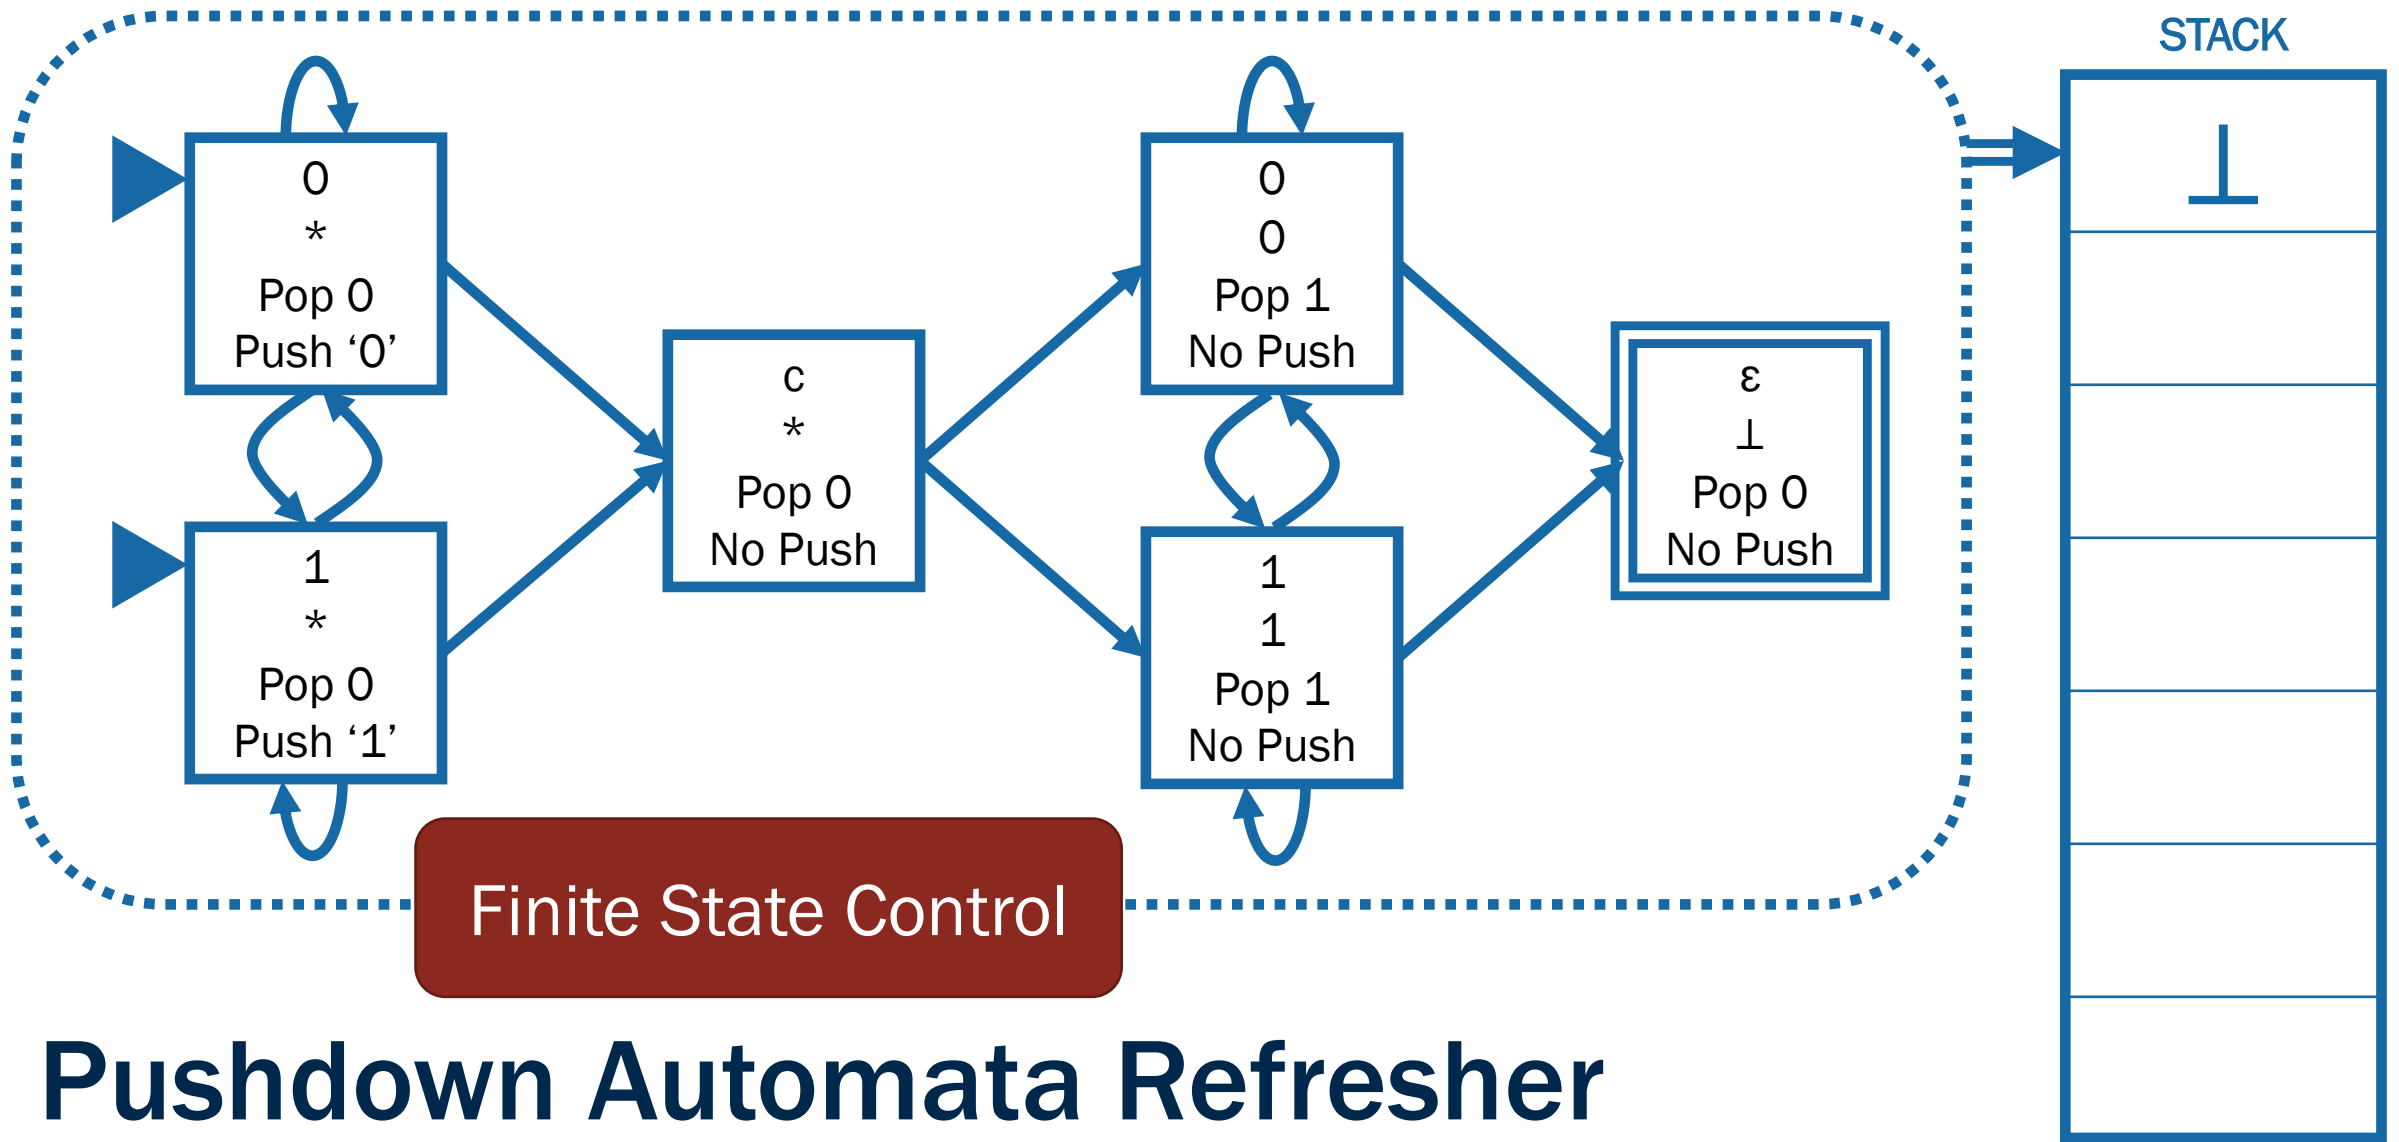 STACK
⊥
0
*
Pop 0
Push ‘0’
1
*
Pop 0
Push ‘1’
c
*
Pop 0
No Push
0
0
Pop 1
No Push
1
1
Pop 1
No Push
ε
⊥
Pop 0
No Push
Finite State Control
Pushdown Automata Refresher